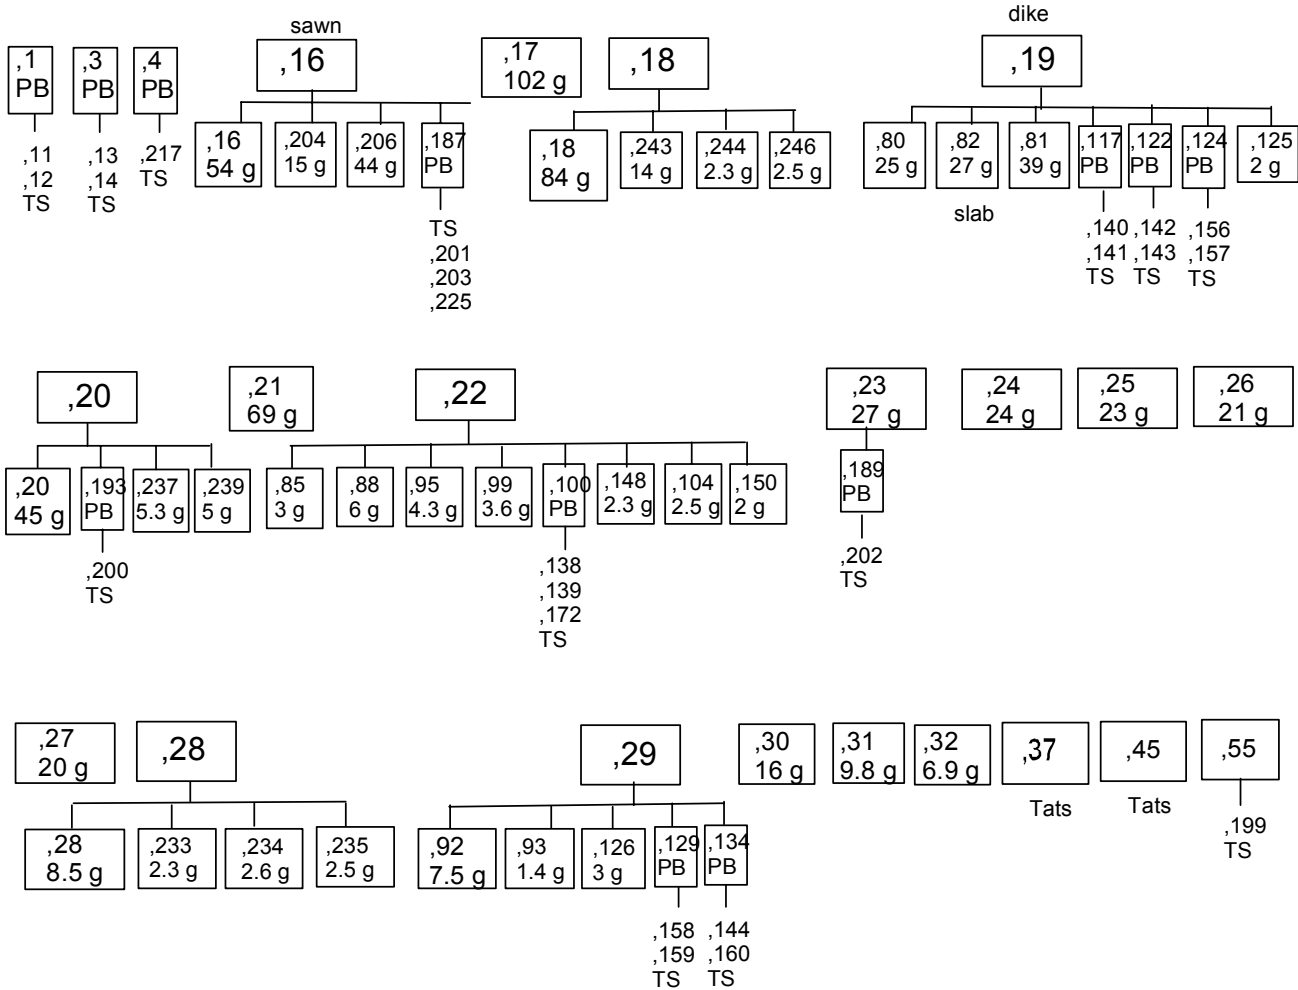 sawn
dike
,1
PB
,3
PB
,4
PB
,16
,17
102 g
,18
,19
,11
,12
TS
,13
,14
TS
,217
TS
,16
54 g
,204
15 g
,206
44 g
,187
PB
,18
84 g
,243
14 g
,244
2.3 g
,246
2.5 g
,80
25 g
,82
27 g
,81
39 g
,117
PB
,122
PB
,124
PB
,125
2 g
slab
TS
,201
,203
,225
,140
,141
TS
,142
,143
TS
,156
,157
TS
,20
,21
69 g
,22
,23
27 g
,24
24 g
,25
23 g
,26
21 g
,20
45 g
,193
PB
,237
5.3 g
,239
5 g
,85
3 g
,88
6 g
,95
4.3 g
,99
3.6 g
,100
PB
,148
2.3 g
,104
2.5 g
,150
2 g
,189
PB
,200
TS
,138
,139
,172
TS
,202
TS
,27
20 g
,28
,29
,30
16 g
,31
9.8 g
,32
6.9 g
,37
,45
,55
Tats
Tats
,199
TS
,28
8.5 g
,233
2.3 g
,234
2.6 g
,235
2.5 g
,92
7.5 g
,93
1.4 g
,126
3 g
,129
PB
,134
PB
,158
,159
TS
,144
,160
TS